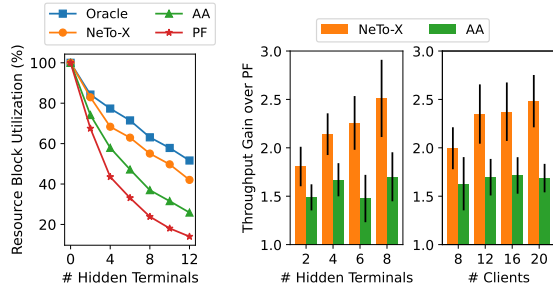 Oracle
NeTo-X
AA
PF
Resource Block Utilization (%)
100
80
60
40
20
0
4
8
12
# Hidden Terminals
NeTo-X
AA
Throughput Gain over PF
3.0
2.5
2.0
1.5
1.0
2
4
6
8
# Hidden Terminals
3.0
2.5
2.0
1.5
1.0
8
12
16
20
# Clients